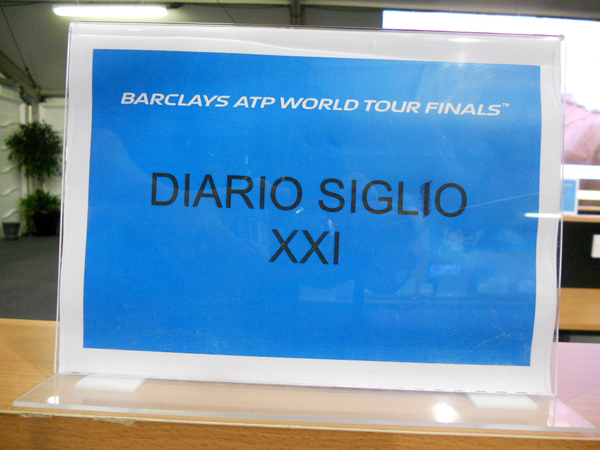 BARCLAYS ATP WORLD TOUR FINALS™
DIARIO SIGLIO
XXI